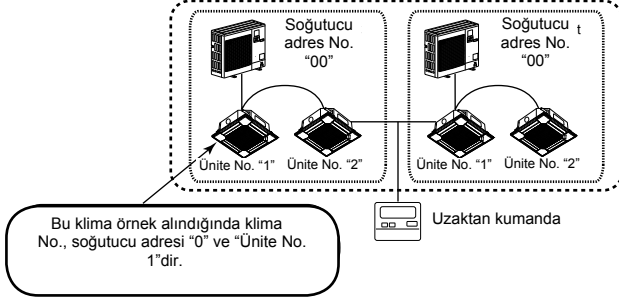 Soğutucu
adres No.
“00”
Soğutucu t
adres No.
“00”
Ünite No. “1” Ünite No. “2” Ünite No. “1” Ünite No. “2”
Uzaktan kumanda
Bu klima örnek alındığında klima
No., soğutucu adresi “0” ve “Ünite No.
1”dir.